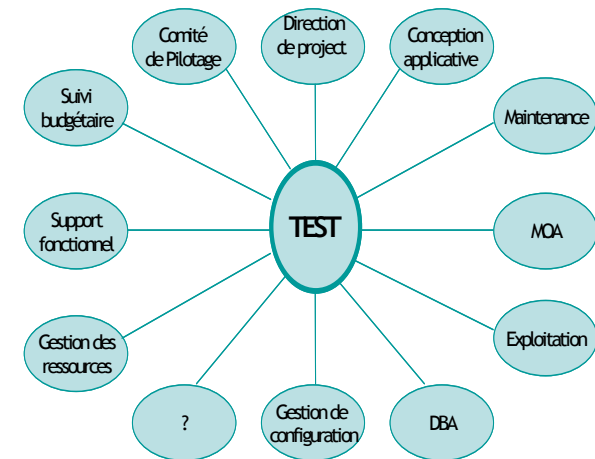 Direction
de project
Comité
de Pilotage
Conception
applicative
Suivi
budgétaire
Maintenance
TEST
Support
fonctionnel
MOA
Gestion des
ressources
Exploitation
?
Gestion de
configuration
DBA